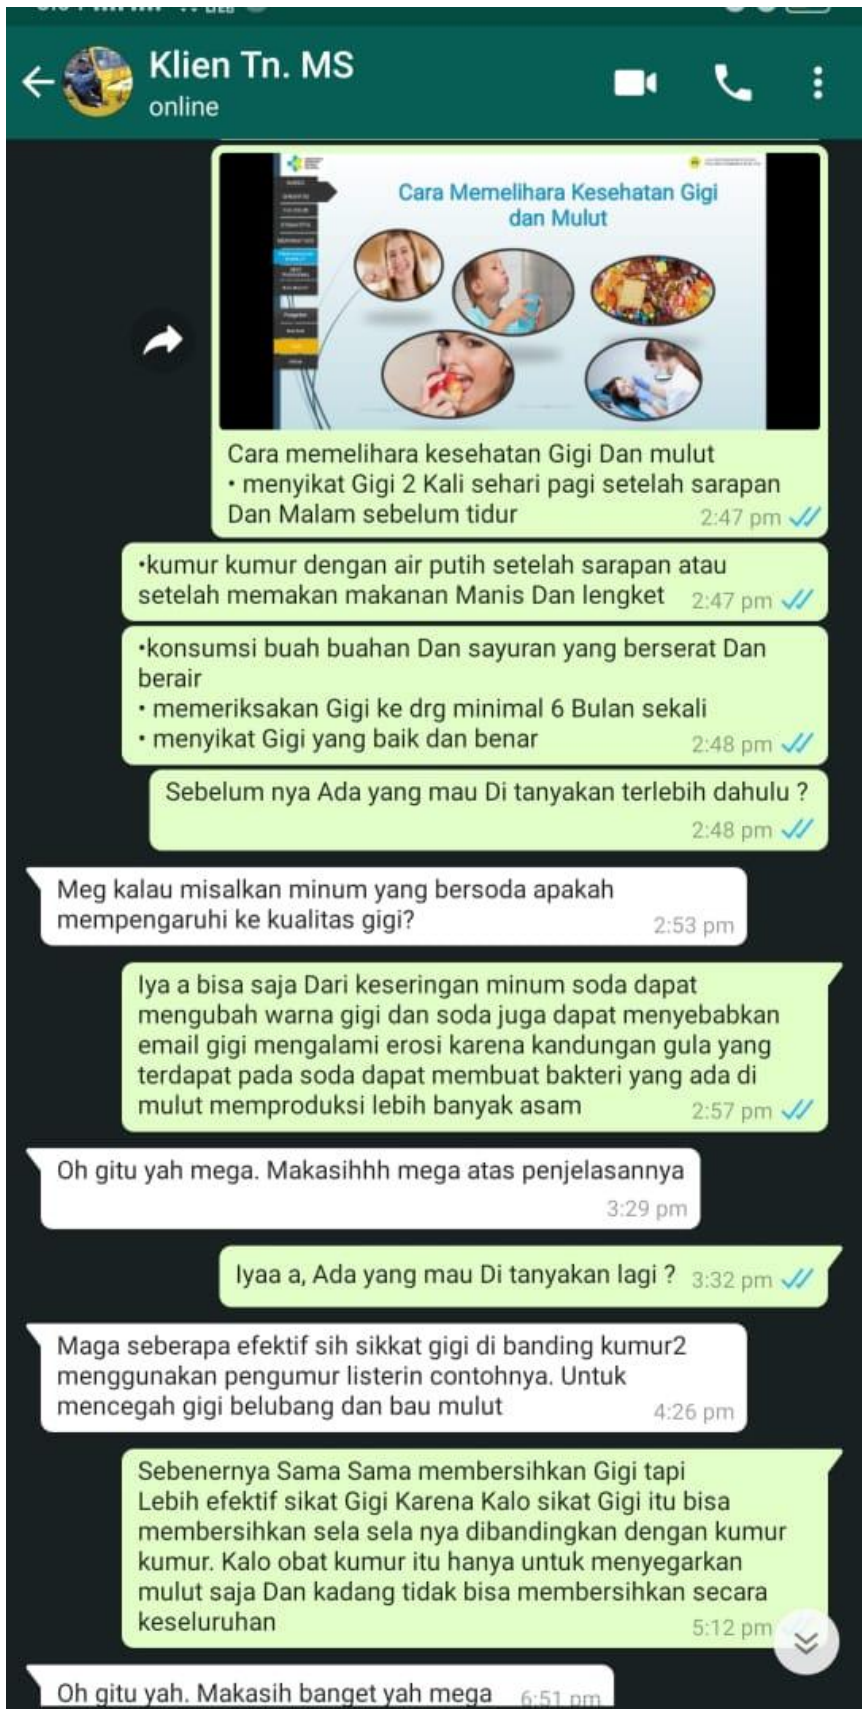 Klien Tn. MS
online
Cara Memelihara Kesehatan Gigi
dan Mulut
Cara memelihara kesehatan Gigi Dan mulut
• menyikat Gigi 2 Kali sehari pagi setelah sarapan
Dan Malam sebelum tidur
2:47 pm
•kumur kumur dengan air putih setelah sarapan atau
setelah memakan makanan Manis Dan lengket 2:47 pm
•konsumsi buah buahan Dan sayuran yang berserat Dan
berair
• memeriksakan Gigi ke drg minimal 6 Bulan sekali
• menyikat Gigi yang baik dan benar
2:48 pm
Sebelum nya Ada yang mau Di tanyakan terlebih dahulu ?
2:48 pm
Meg kalau misalkan minum yang bersoda apakah
mempengaruhi ke kualitas gigi?
2:53 pm
Iya a bisa saja Dari keseringan minum soda dapat
mengubah warna gigi dan soda juga dapat menyebabkan
email gigi mengalami erosi karena kandungan gula yang
terdapat pada soda dapat membuat bakteri yang ada di
mulut memproduksi lebih banyak asam
2:57 pm
Oh gitu yah mega. Makasihhh mega atas penjelasannya
3:29 pm
Iyaa a, Ada yang mau Di tanyakan lagi ? 3:32 pm
Maga seberapa efektif sih sikkat gigi di banding kumur2
menggunakan pengumur listerin contohnya. Untuk
mencegah gigi belubang dan bau mulut
4:26 pm
Sebenernya Sama Sama membersihkan Gigi tapi
Lebih efektif sikat Gigi Karena Kalo sikat Gigi itu bisa
membersihkan sela sela nya dibandingkan dengan kumur
kumur. Kalo obat kumur itu hanya untuk menyegarkan
mulut saja Dan kadang tidak bisa membersihkan secara
keseluruhan
5:12 pm
Oh gitu yah. Makasih banget yah mega 6:51 pm